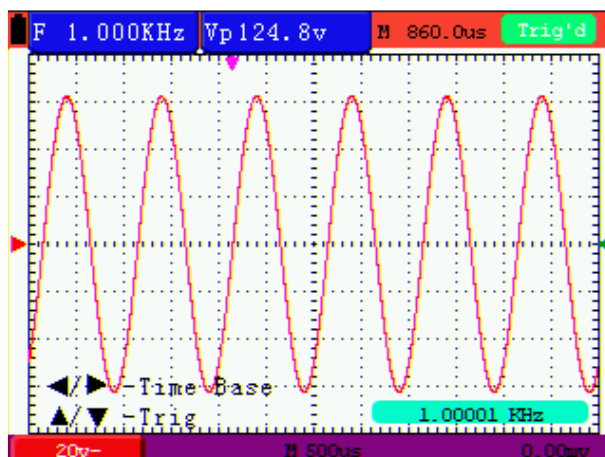 F 1.000KHz Vp124.8v M 860.0us Trig'd
◀/▶ -Time Base
▲/▼ -Trig
1.00001 KHz
20v~ M 500us 0.00mv